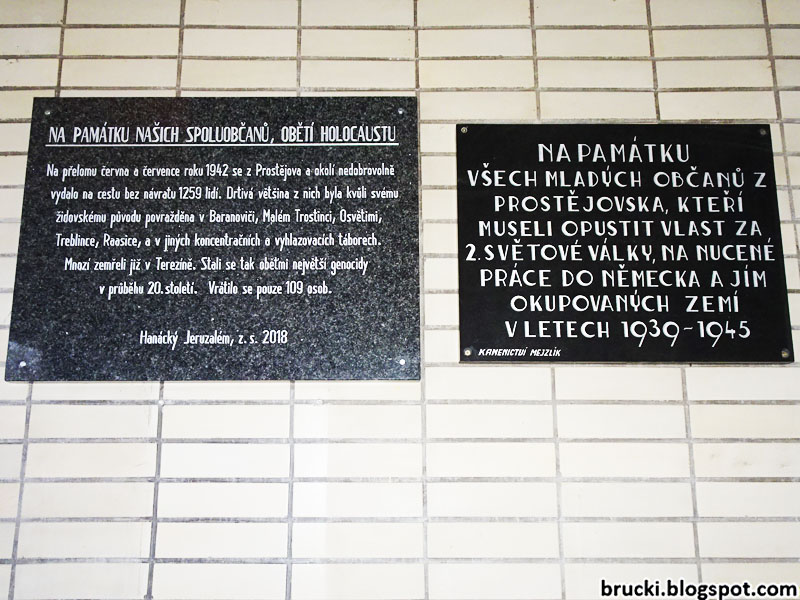 NA PAMÁTKU NAŠICH SPOLUOBČANŮ, OBĚTÍ HOLOCAUSTU
Na přelomu června a července roku 1942 se z Prostějova a okolí nedobrovolně
vydalo na cestu bez návratu 1259 lidí. Drtivá většina z nich byla kvůli svému
židovskému původu povražděna v Baranoviči, Malém Trostinci, Osvětimi,
Treblince, Raasice, a v jiných koncentračních a vyhlazovacích táborech.
Mnozí zemřeli již v Terezíně. Stali se tak oběťmi největší genocidy
v průběhu 20. století. Vrátilo se pouze 109 osob.
Hanácký Jeruzalém, z. s. 2018
NA PAMÁTKU
VŠECH MLADÝCH OBČANŮ Z
PROSTĚJOVSKA, KTEŘÍ
MUSELI OPUSTIT VLAST ZA
2. SVĚTOVÉ VÁLKY, NA NUCENÉ
PRÁCE DO NĚMECKA A JÍM
OKUPOVANÝCH ZEMÍ
V LETECH 1939-1945
KAMENICTVÍ MEJZLÍK
brucki.blogspot.com